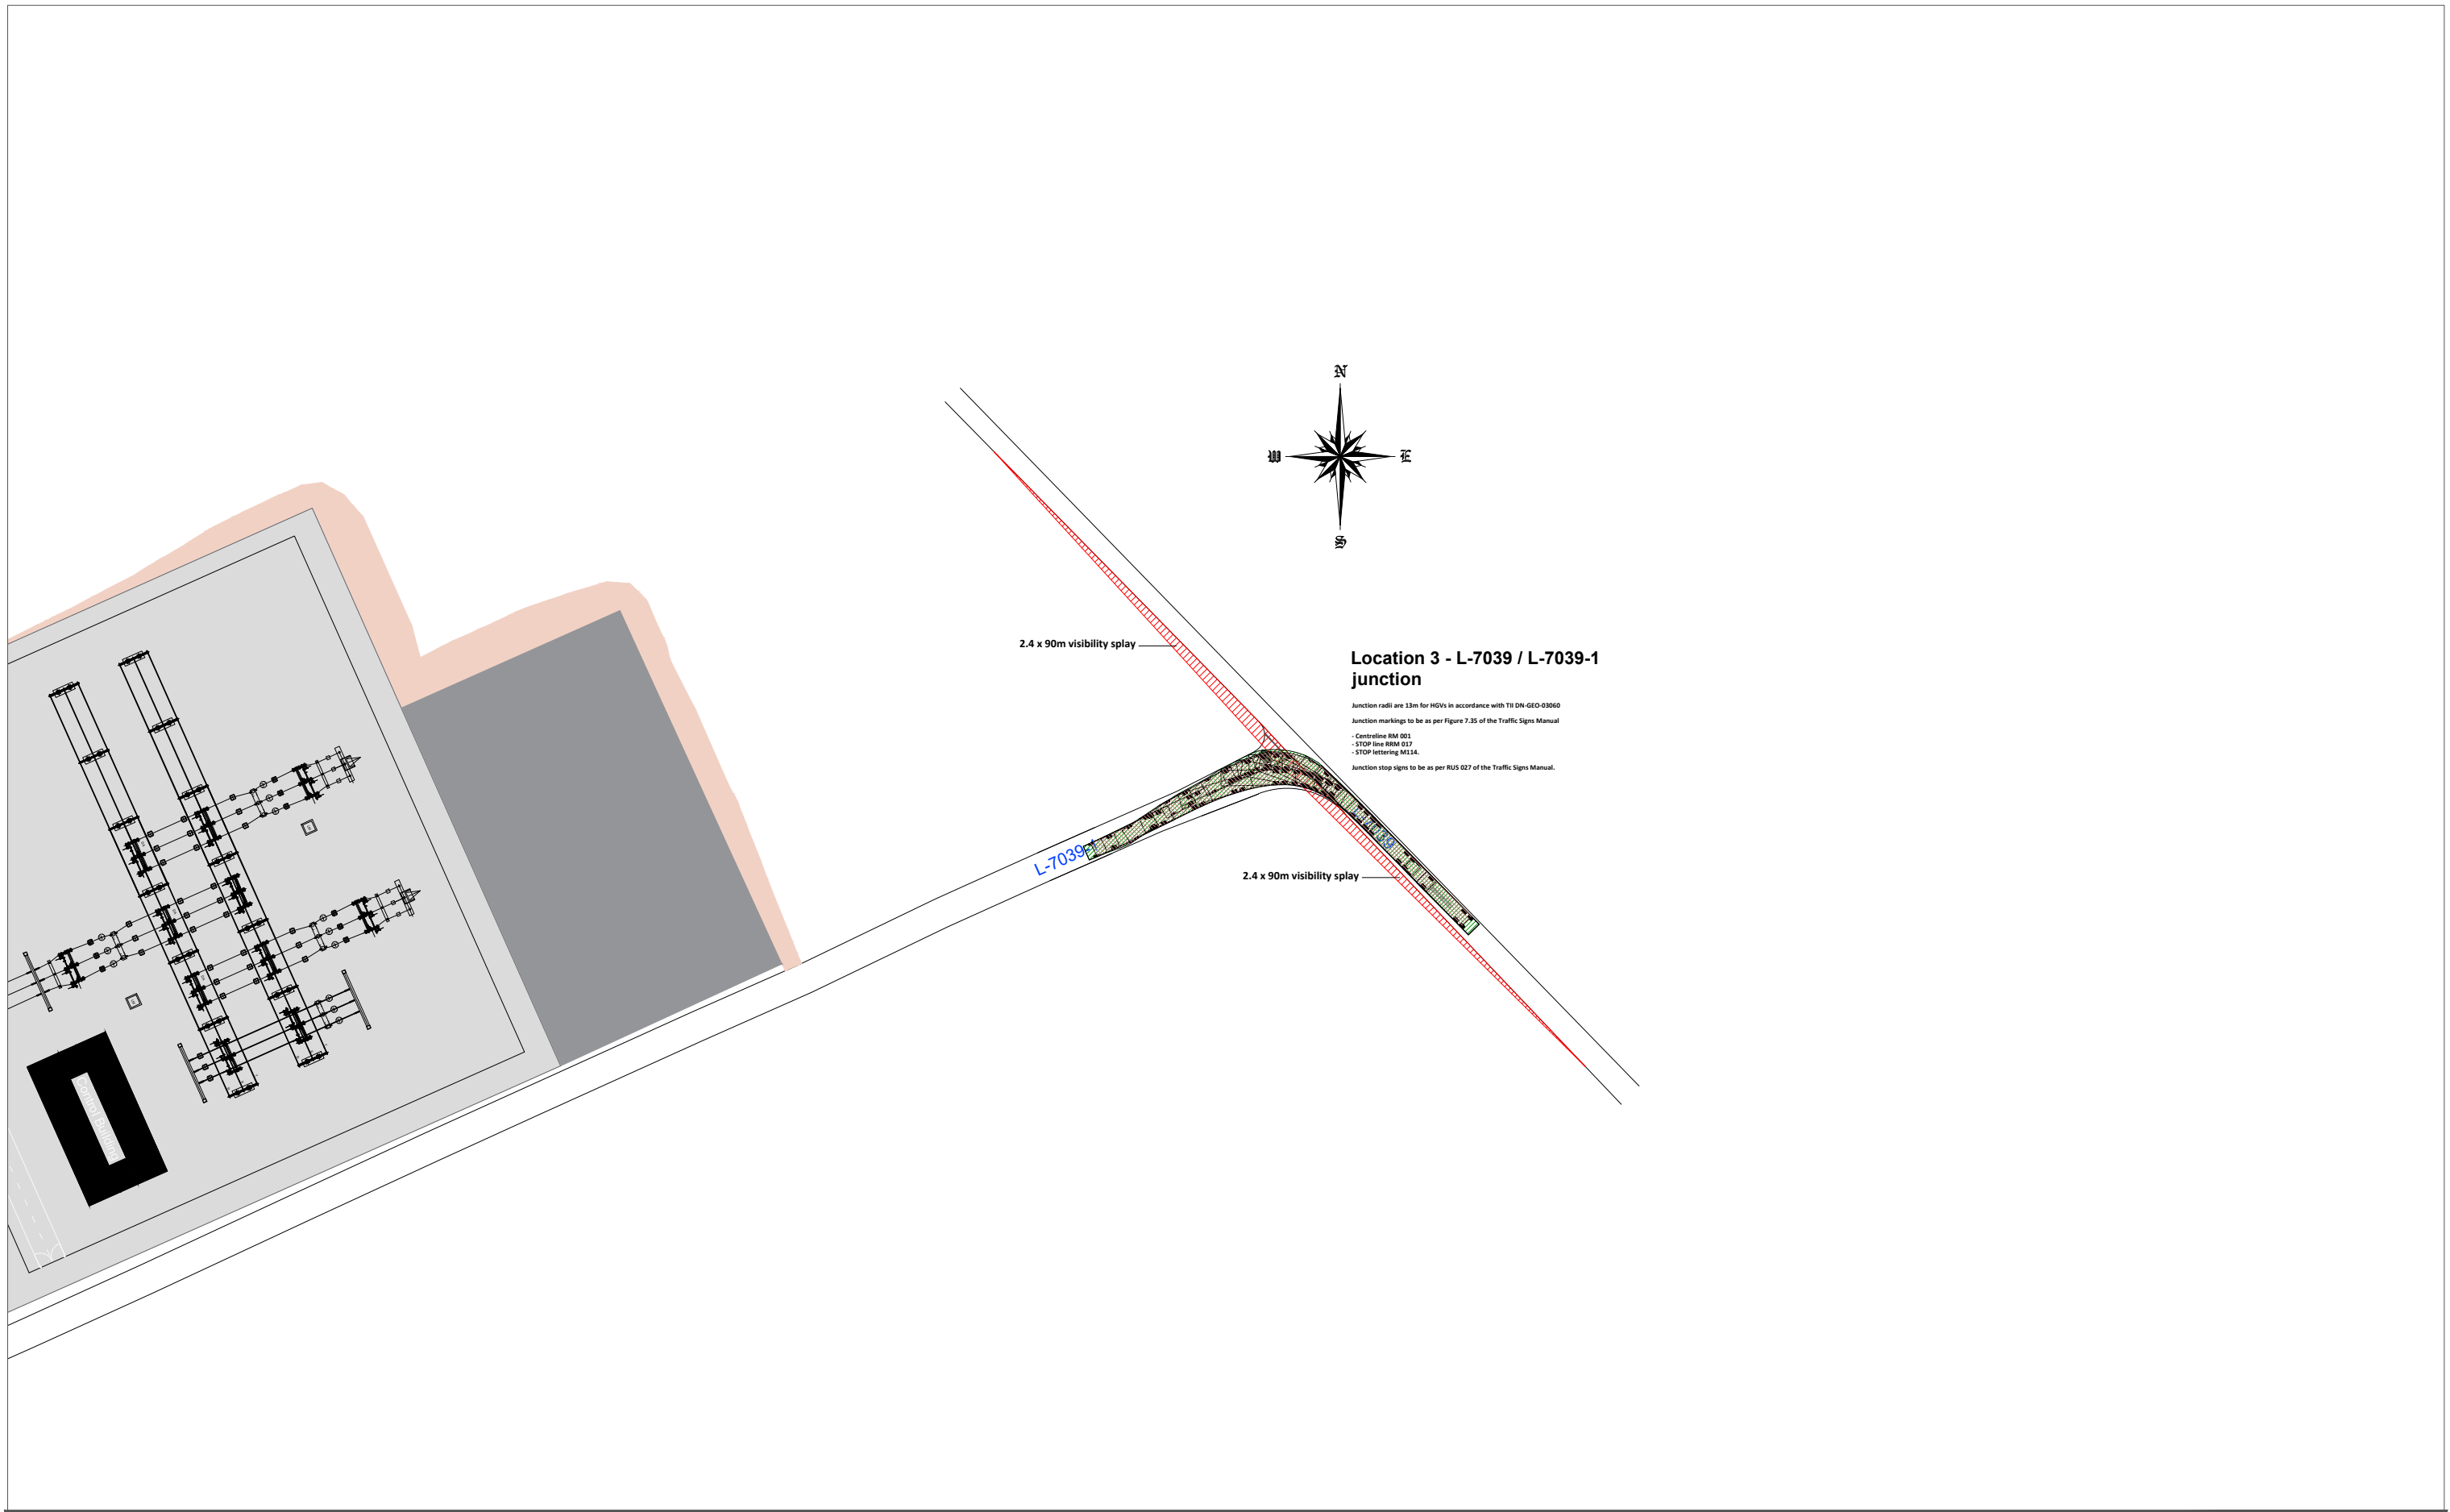 N
W
E
S
2.4 x 90m visibility splay
Location 3 - L-7039 / L-7039-1
junction
Junction radii are 13m for HGVs in accordance with TII DN-GEO-03060
Junction markings to be as per Figure 7.35 of the Traffic Signs Manual
- Centreline RM 001
- STOP line RRM 017
- STOP lettering M114.
Junction stop signs to be as per RUS 027 of the Traffic Signs Manual.
L-7039-1
2.4 x 90m visibility splay
Control Building